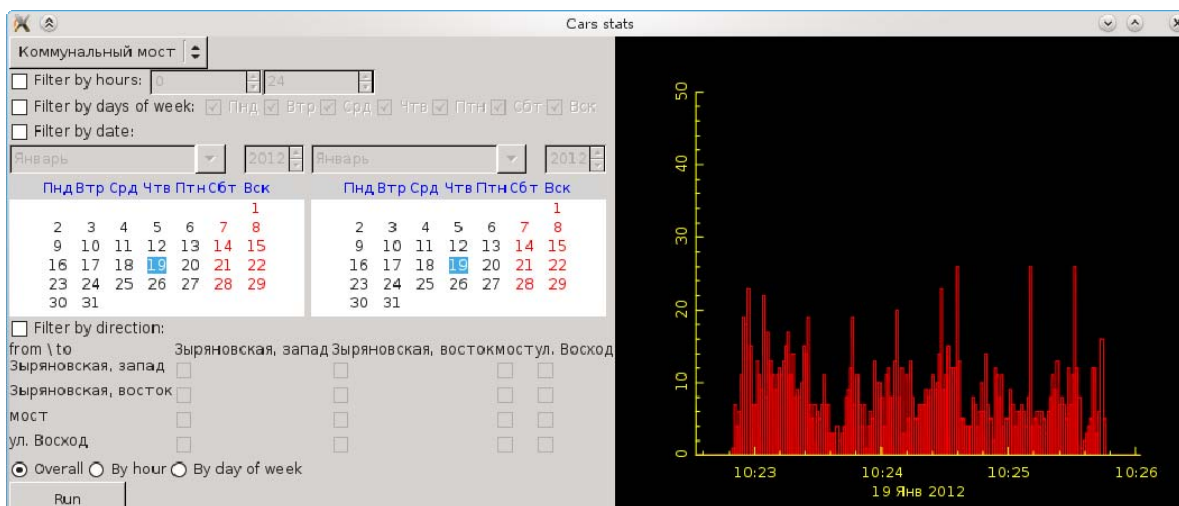 Cars stats
Коммунальный мост
Filter by hours: 0 24
Filter by days of week: Пнд Втр Срд Чтв Птн Сбт Вск
Filter by date:
Январь 2012 Январь 2012
Пнд Втр Срд Чтв Птн Сбт Вск Пнд Втр Срд Чтв Птн Сбт Вск
1 1
2 3 4 5 6 7 8 2 3 4 5 6 7 8
9 10 11 12 13 14 15 9 10 11 12 13 14 15
16 17 18 19 20 21 22 16 17 18 19 20 21 22
23 24 25 26 27 28 29 23 24 25 26 27 28 29
30 31 30 31
Filter by direction:
from \ to Зыряновская, запад Зыряновская, восток мост ул. Восход
Зыряновская, запад
Зыряновская, восток
мост
ул. Восход
Overall By hour By day of week
Run
50
40
30
20
10
0
10:23 10:24 10:25 10:26
19 Янв 2012